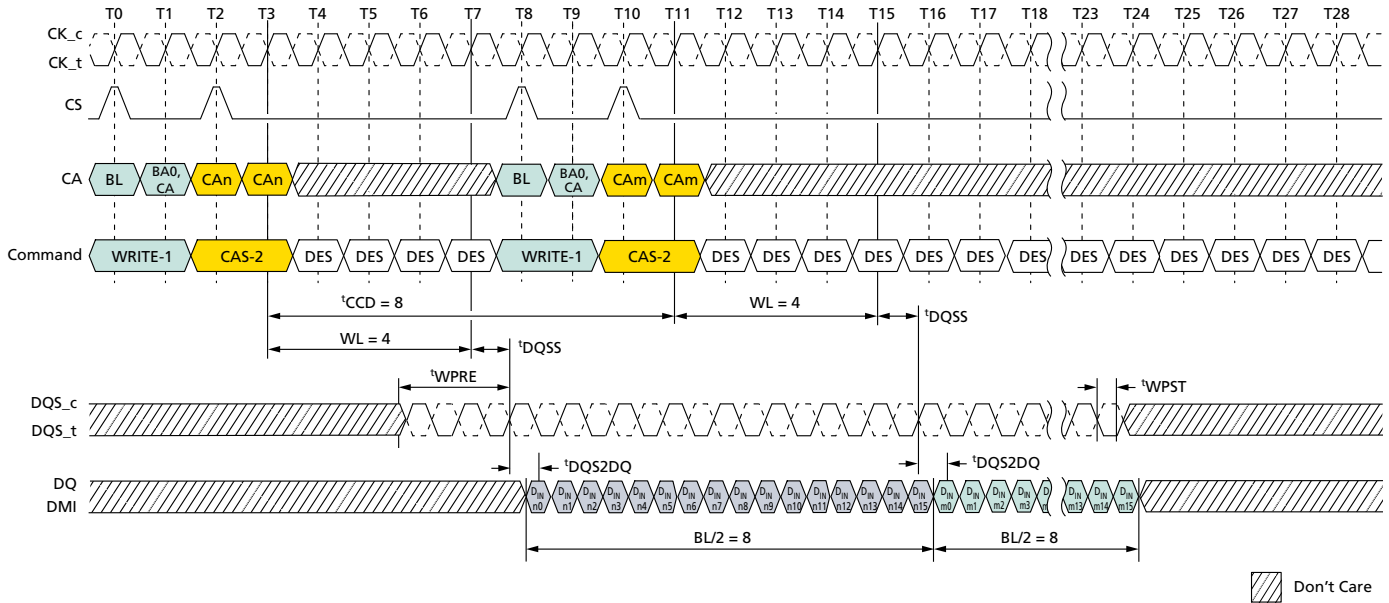 T0 T1 T2 T3 T4 T5 T6 T7 T8 T9 T10 T11 T12 T13 T14 T15 T16 T17 T18 T23 T24 T25 T26 T27 T28
CK_c
CK_t
CS
CA BL BA0, CA CAn CAn BL BA0, CA CAm CAm
Command WRITE-1 CAS-2 DES DES DES DES WRITE-1 CAS-2 DES DES DES DES DES DES DES DES DES DES DES DES DES
tCCD = 8 WL = 4 tDQSS
WL = 4 tDQSS
tWPRE tWPST
DQS_c
DQS_t
tDQS2DQ tDQS2DQ
DQ
DMI
DIN n0 DIN n1 DIN n2 DIN n3 DIN n4 DIN n5 DIN n6 DIN n7 DIN n8 DIN n9 DIN n10 DIN n11 DIN n12 DIN n13 DIN n14 DIN n15 DIN m0 DIN m1 DIN m2 DIN m3 DIN m13 DIN m14 DIN m15
BL/2 = 8 BL/2 = 8
Don't Care